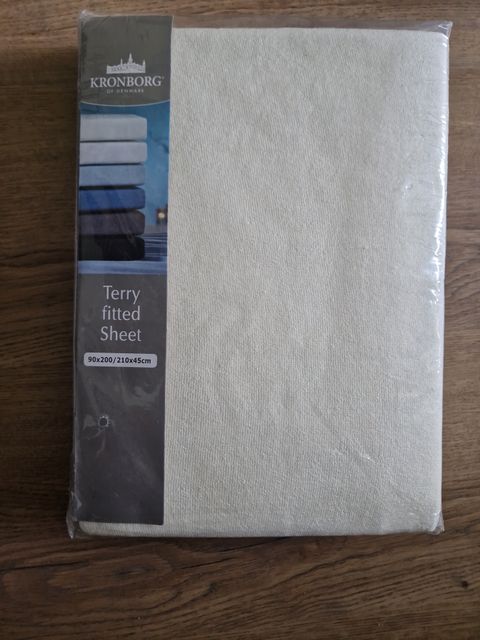 KRONBORG®
OF DENMARK
Terry
fitted
Sheet
90x200/210x45cm